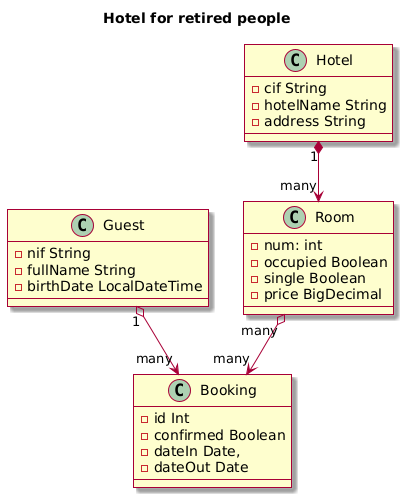 Hotel for retired people
C Hotel
cif String
hotelName String
address String
1
many
C Guest
nif String
fullName String
birthDate LocalDateTime
C Room
num: int
occupied Boolean
single Boolean
price BigDecimal
1
many
many
many
C Booking
id Int
confirmed Boolean
dateIn Date,
dateOut Date